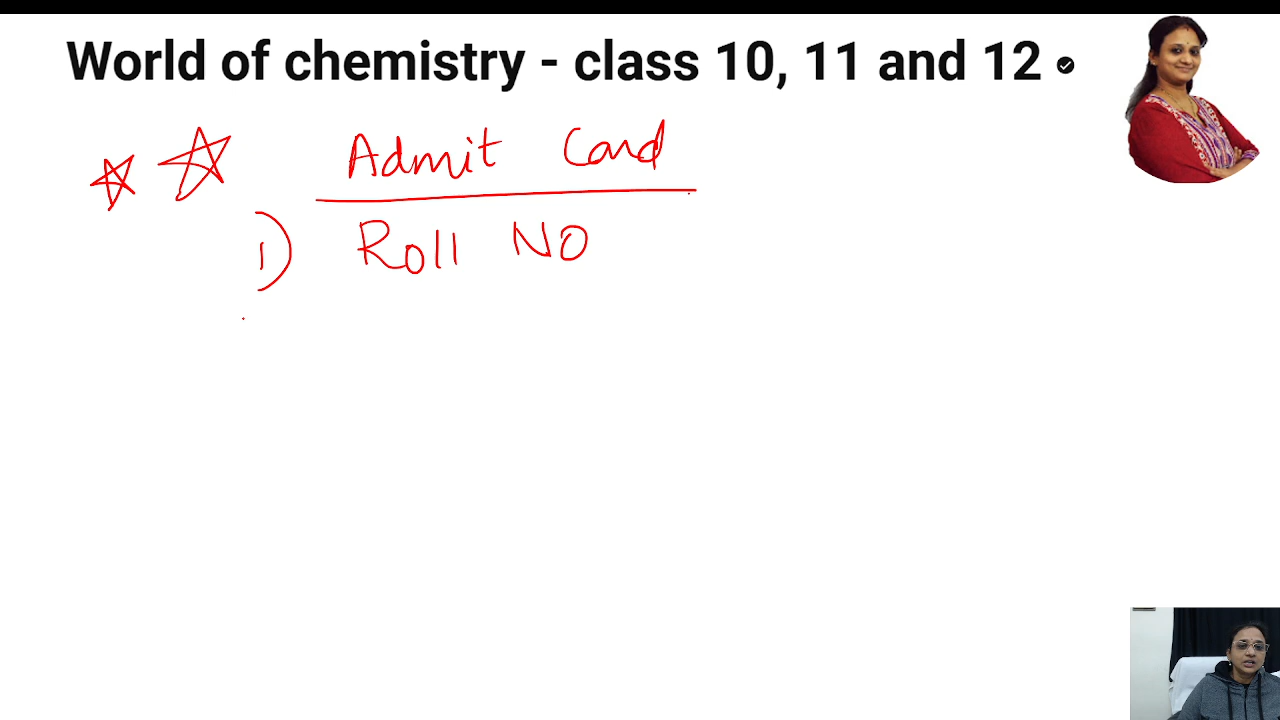 World of chemistry - class 10, 11 and 12
Admit Card
1) Roll NO